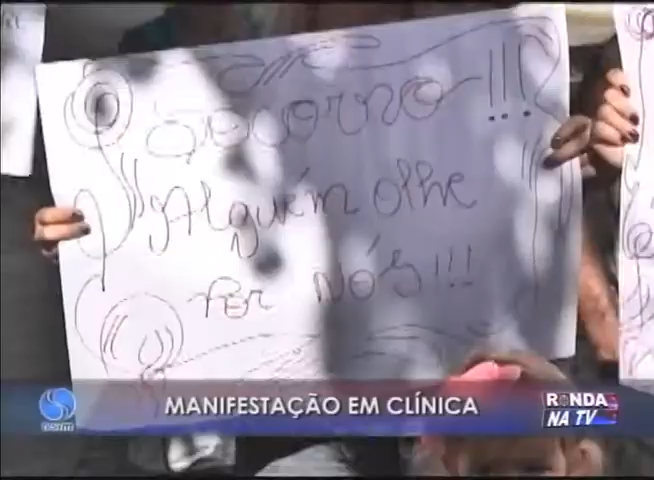 Socorro!!!
Alguém olhe
Por nós!!!
MANIFESTAÇÃO EM CLÍNICA
RONDA
NA TV